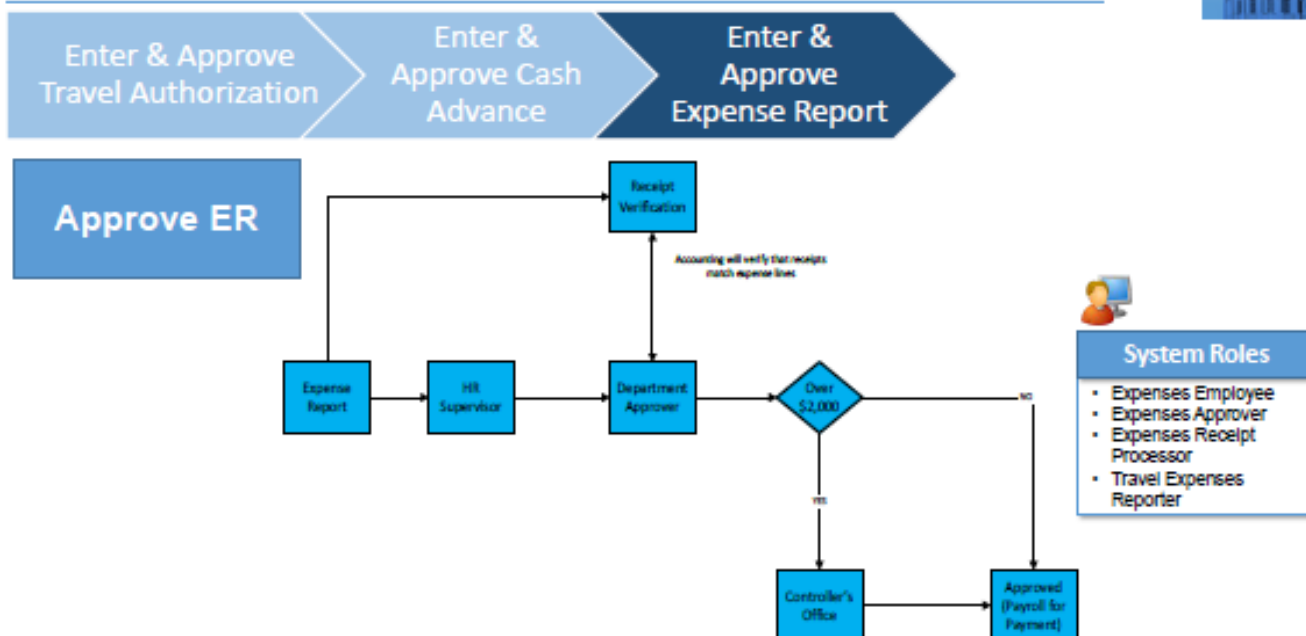 Enter & Approve
Travel Authorization
Enter &
Approve Cash
Advance
Enter &
Approve
Expense Report
Approve ER
Receipt
Verification
Accounting will verify that receipts
match expense lines
Expense
Report
HR
Supervisor
Department
Approver
Over
$2,000
NO
YES
Controller's
Office
Approved
(Payroll for
Payment)
System Roles
▪ Expenses Employee
▪ Expenses Approver
▪ Expenses Receipt
Processor
▪ Travel Expenses
Reporter